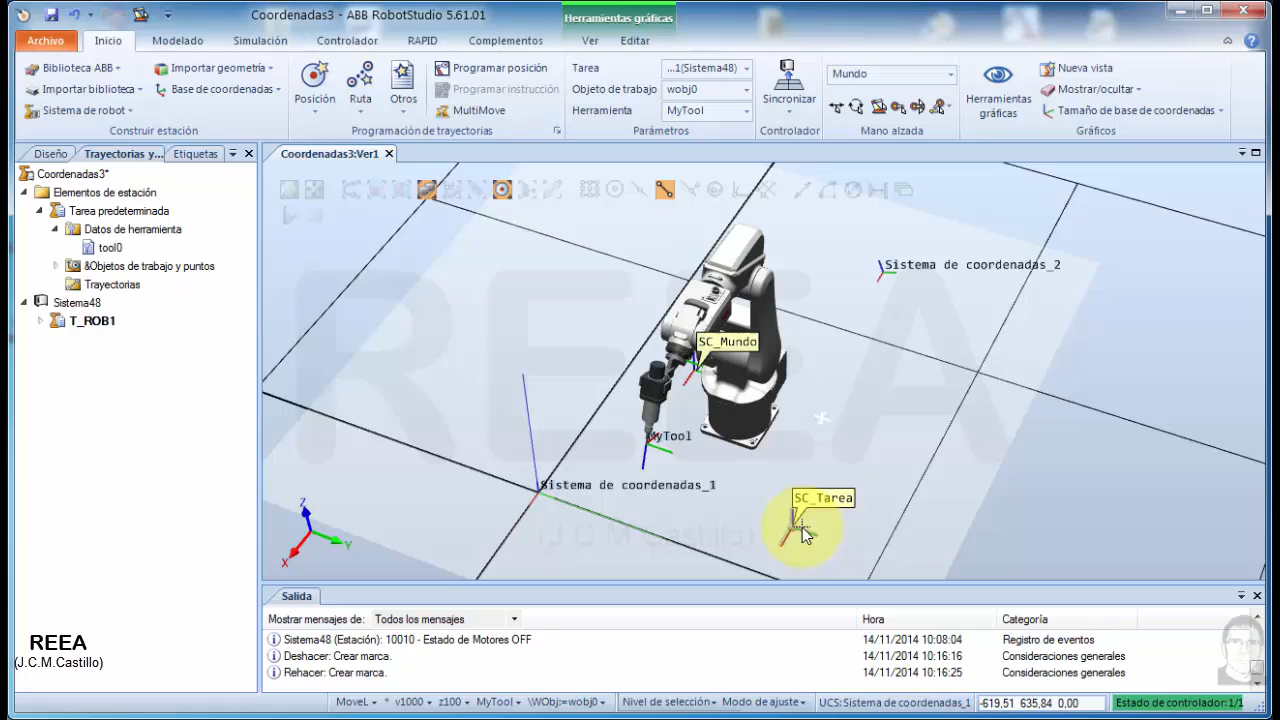 Coordenadas3 - ABB RobotStudio 5.61.01
Herramientas gráficas
Archivo Inicio Modelado Simulación Controlador RAPID Complementos Ver Editar
Biblioteca ABB
Importar biblioteca
Sistema de robot
Importar geometría
Base de coordenadas
Construir estación
Posición
Ruta
Otros
Programar posición
Programar instrucción
MultiMove
Programación de trayectorias
Tarea ...1(Sistema48)
Objeto de trabajo wobj0
Herramienta MyTool
Parámetros
Sincronizar
Controlador
Mundo
Mano alzada
Herramientas
gráficas
Nueva vista
Mostrar/ocultar
Tamaño de base de coordenadas
Gráficos
Diseño Trayectorias y... Etiquetas
Coordenadas3:Ver1
Coordenadas3*
Elementos de estación
Tarea predeterminada
Datos de herramienta
tool0
&Objetos de trabajo y puntos
Trayectorias
Sistema48
T_ROB1
Sistema de coordenadas_2
SC_Mundo
MyTool
Sistema de coordenadas_1
SC_Tarea
REEA
(J.C.M.Castillo)
Z
Y
X
Salida
Mostrar mensajes de: Todos los mensajes Hora Categoría
Sistema48 (Estación): 10010 - Estado de Motores OFF 14/11/2014 10:08:04 Registro de eventos
Deshacer: Crear marca. 14/11/2014 10:16:16 Consideraciones generales
Rehacer: Crear marca. 14/11/2014 10:16:25 Consideraciones generales
REEA
(J.C.M.Castillo)
MoveL * v1000 z100 MyTool \WObj:=wobj0 Nivel de selección Modo de ajuste UCS: Sistema de coordenadas_1 -619,51 635,84 0,00 Estado de controlador: 1/1